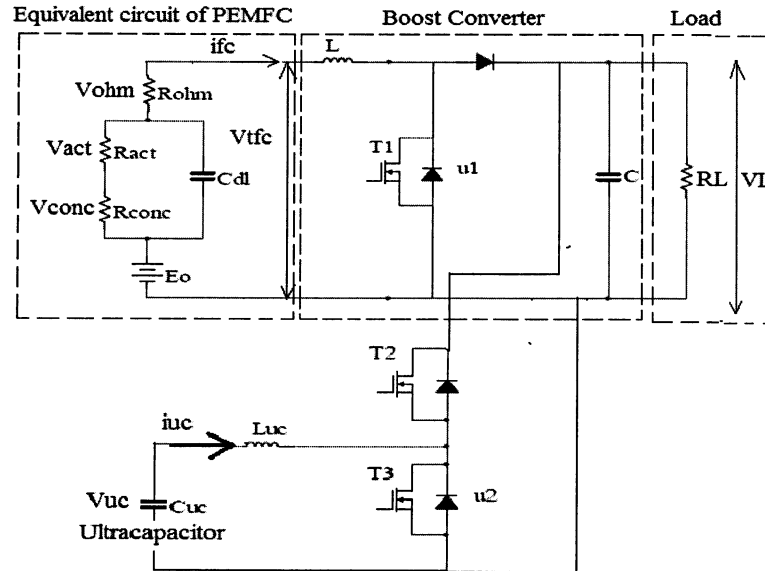 Equivalent circuit of PEMFC
Boost Converter
Load
ifc
L
Vohm
Rohm
Vtfc
Vact
Ract
Cdl
Vconc
Rconc
Eo
T1
u1
C
RL
VL
T2
iuc
Luc
T3
u2
Vuc
Cuc
Ultracapacitor